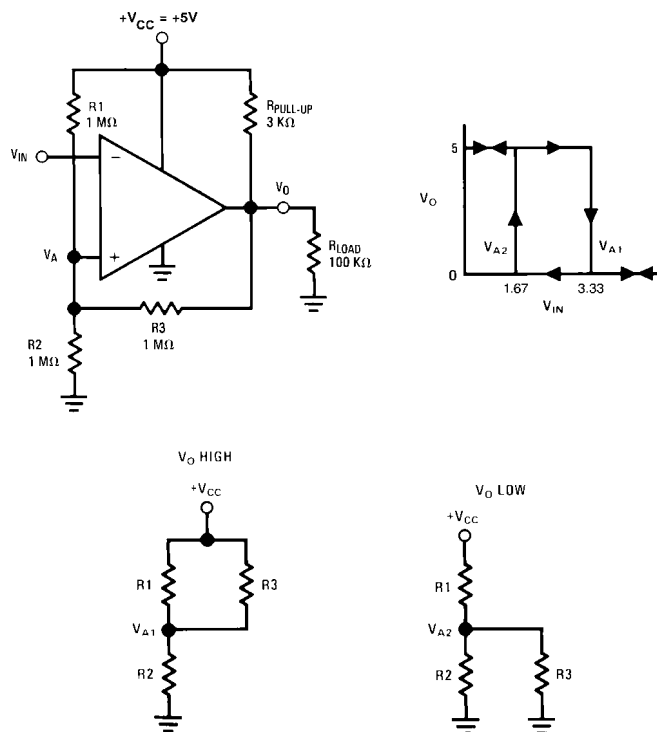 +VCC = +5V
R1
1 MΩ
RPULL-UP
3 KΩ
VIN
−
VO
VA
+
RLOAD
100 KΩ
R3
1 MΩ
R2
1 MΩ
5
VO
VA2
VA1
0
1.67
3.33
VIN
VO HIGH
+VCC
R1
R3
VA1
R2
VO LOW
+VCC
R1
VA2
R2
R3